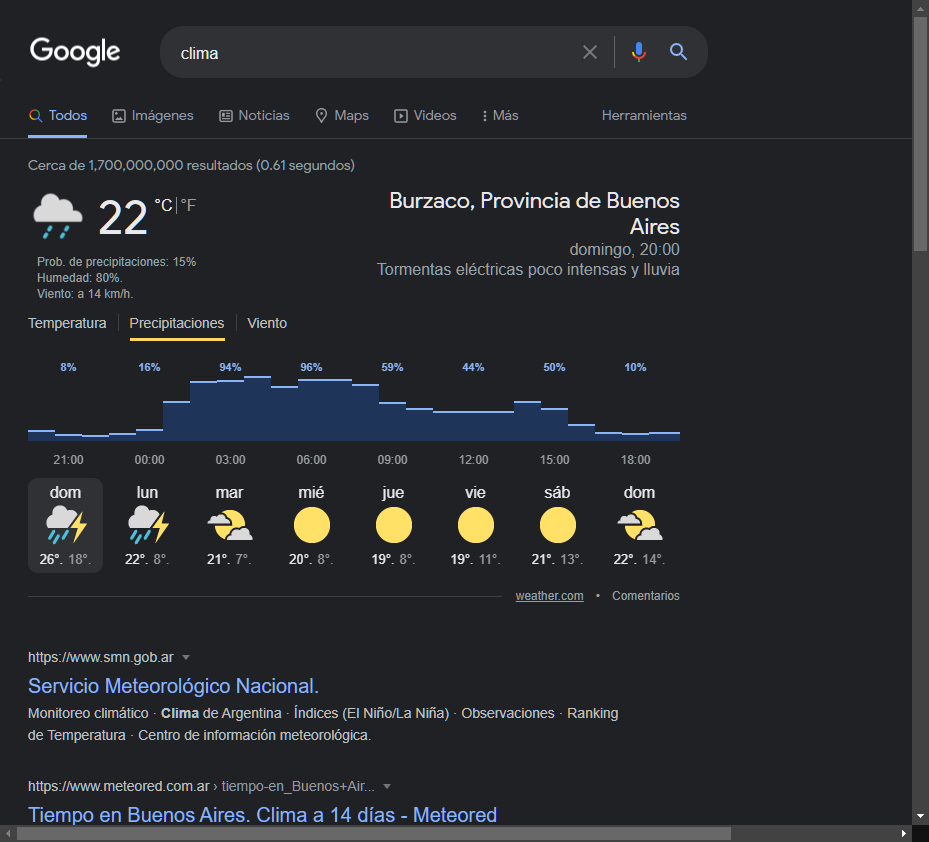 Google
clima
Todos Imágenes Noticias Maps Videos Más Herramientas
Cerca de 1,700,000,000 resultados (0.61 segundos)
22 °C|°F
Prob. de precipitaciones: 15%
Humedad: 80%.
Viento: a 14 km/h.
Burzaco, Provincia de Buenos
Aires
domingo, 20:00
Tormentas eléctricas poco intensas y lluvia
Temperatura Precipitaciones Viento
8% 16% 94% 96% 59% 44% 50% 10%
21:00 00:00 03:00 06:00 09:00 12:00 15:00 18:00
dom lun mar mié jue vie sáb dom
26°. 18°. 22°. 8°. 21°. 7°. 20°. 8°. 19°. 8°. 19°. 11°. 21°. 13°. 22°. 14°.
weather.com • Comentarios
https://www.smn.gob.ar
Servicio Meteorológico Nacional.
Monitoreo climático · Clima de Argentina · Índices (El Niño/La Niña) · Observaciones · Ranking
de Temperatura · Centro de información meteorológica.
https://www.meteored.com.ar › tiempo-en_Buenos+Air...
Tiempo en Buenos Aires. Clima a 14 días - Meteored